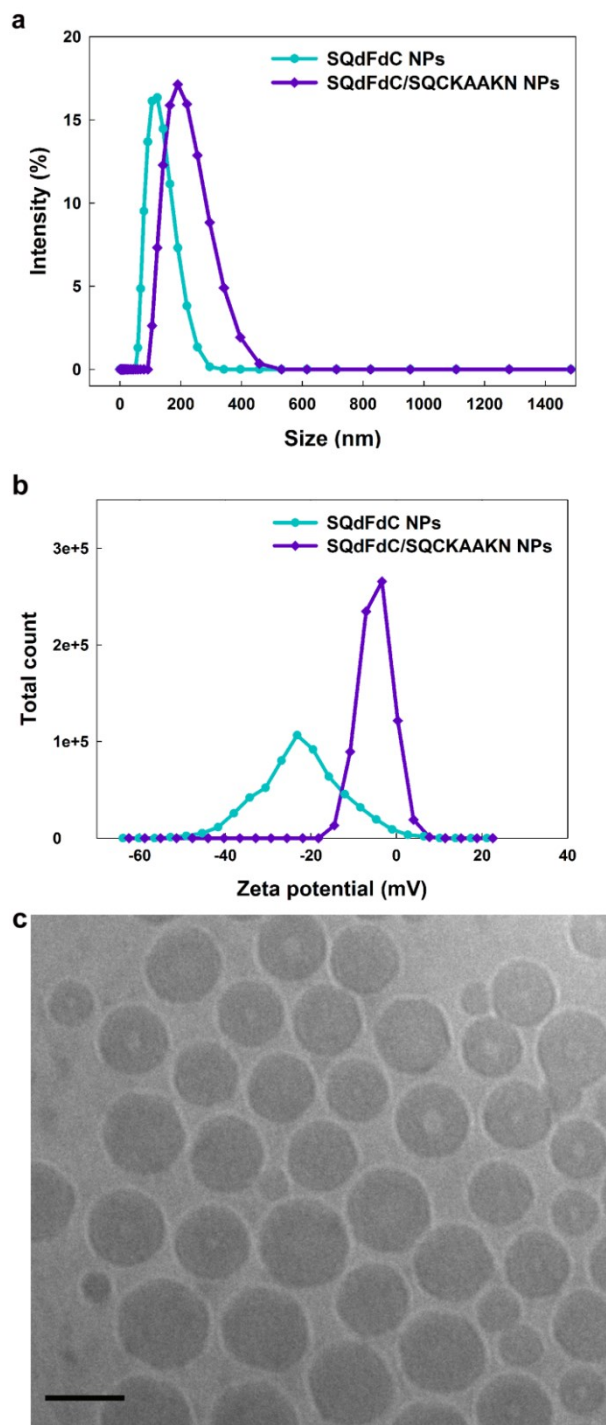 a
20
15
10
5
0
Intensity (%)
SQdFdC NPs
SQdFdC/SQCKAAKN NPs
0 200 400 600 800 1000 1200 1400
Size (nm)
b
3e+5
2e+5
1e+5
0
Total count
SQdFdC NPs
SQdFdC/SQCKAAKN NPs
-60 -40 -20 0 20 40
Zeta potential (mV)
c